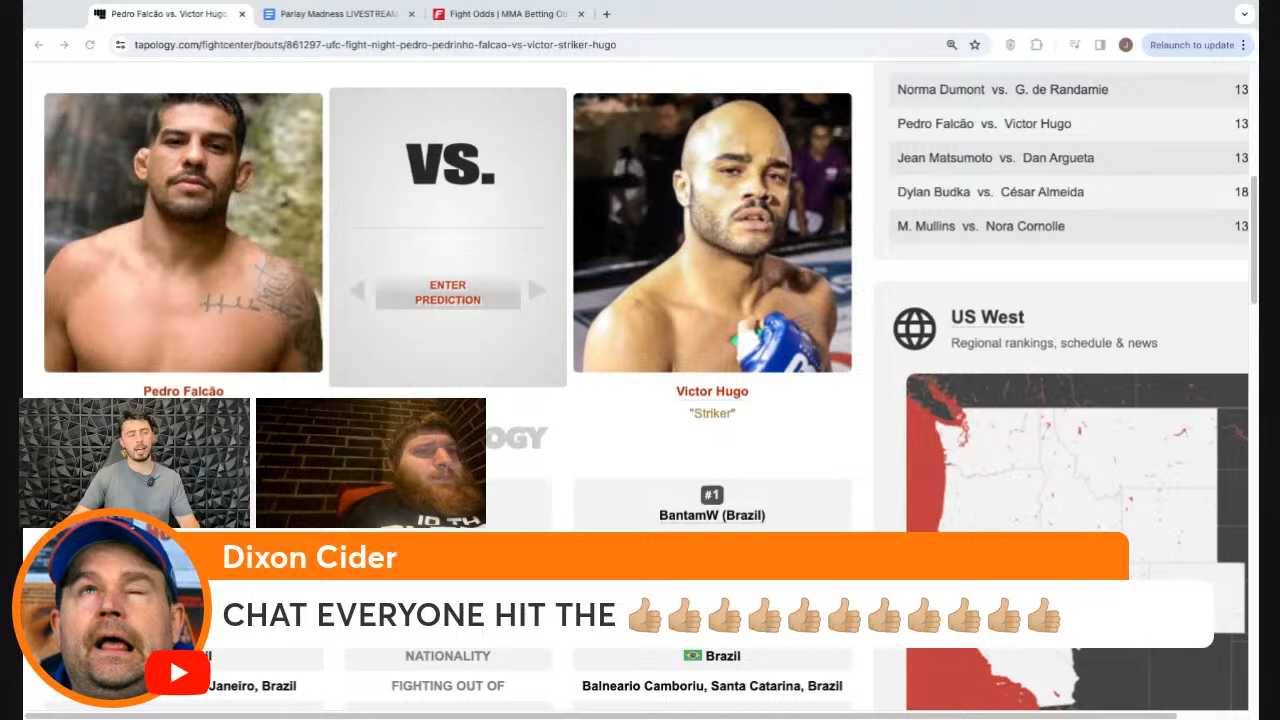 Pedro Falcão vs. Victor Hugo
Parlay Madness LIVESTREAM
Fight Odds | MMA Betting Od
tapology.com/fightcenter/bouts/861297-ufc-fight-night-pedro-pedrinho-falcao-vs-victor-striker-hugo
Relaunch to update
Norma Dumont vs. G. de Randamie 13
Pedro Falcão vs. Victor Hugo 13
Jean Matsumoto vs. Dan Argueta 13
Dylan Budka vs. César Almeida 18
M. Mullins vs. Nora Cornolle 13
VS.
ENTER
PREDICTION
US West
Regional rankings, schedule & news
Pedro Falcão
Victor Hugo
"Striker"
OGY
#1
BantamW (Brazil)
Dixon Cider
CHAT EVERYONE HIT THE 👍🏼👍🏼👍🏼👍🏼👍🏼👍🏼👍🏼👍🏼👍🏼👍🏼👍🏼
NATIONALITY
Brazil
Janeiro, Brazil
FIGHTING OUT OF
Balneario Camboriu, Santa Catarina, Brazil